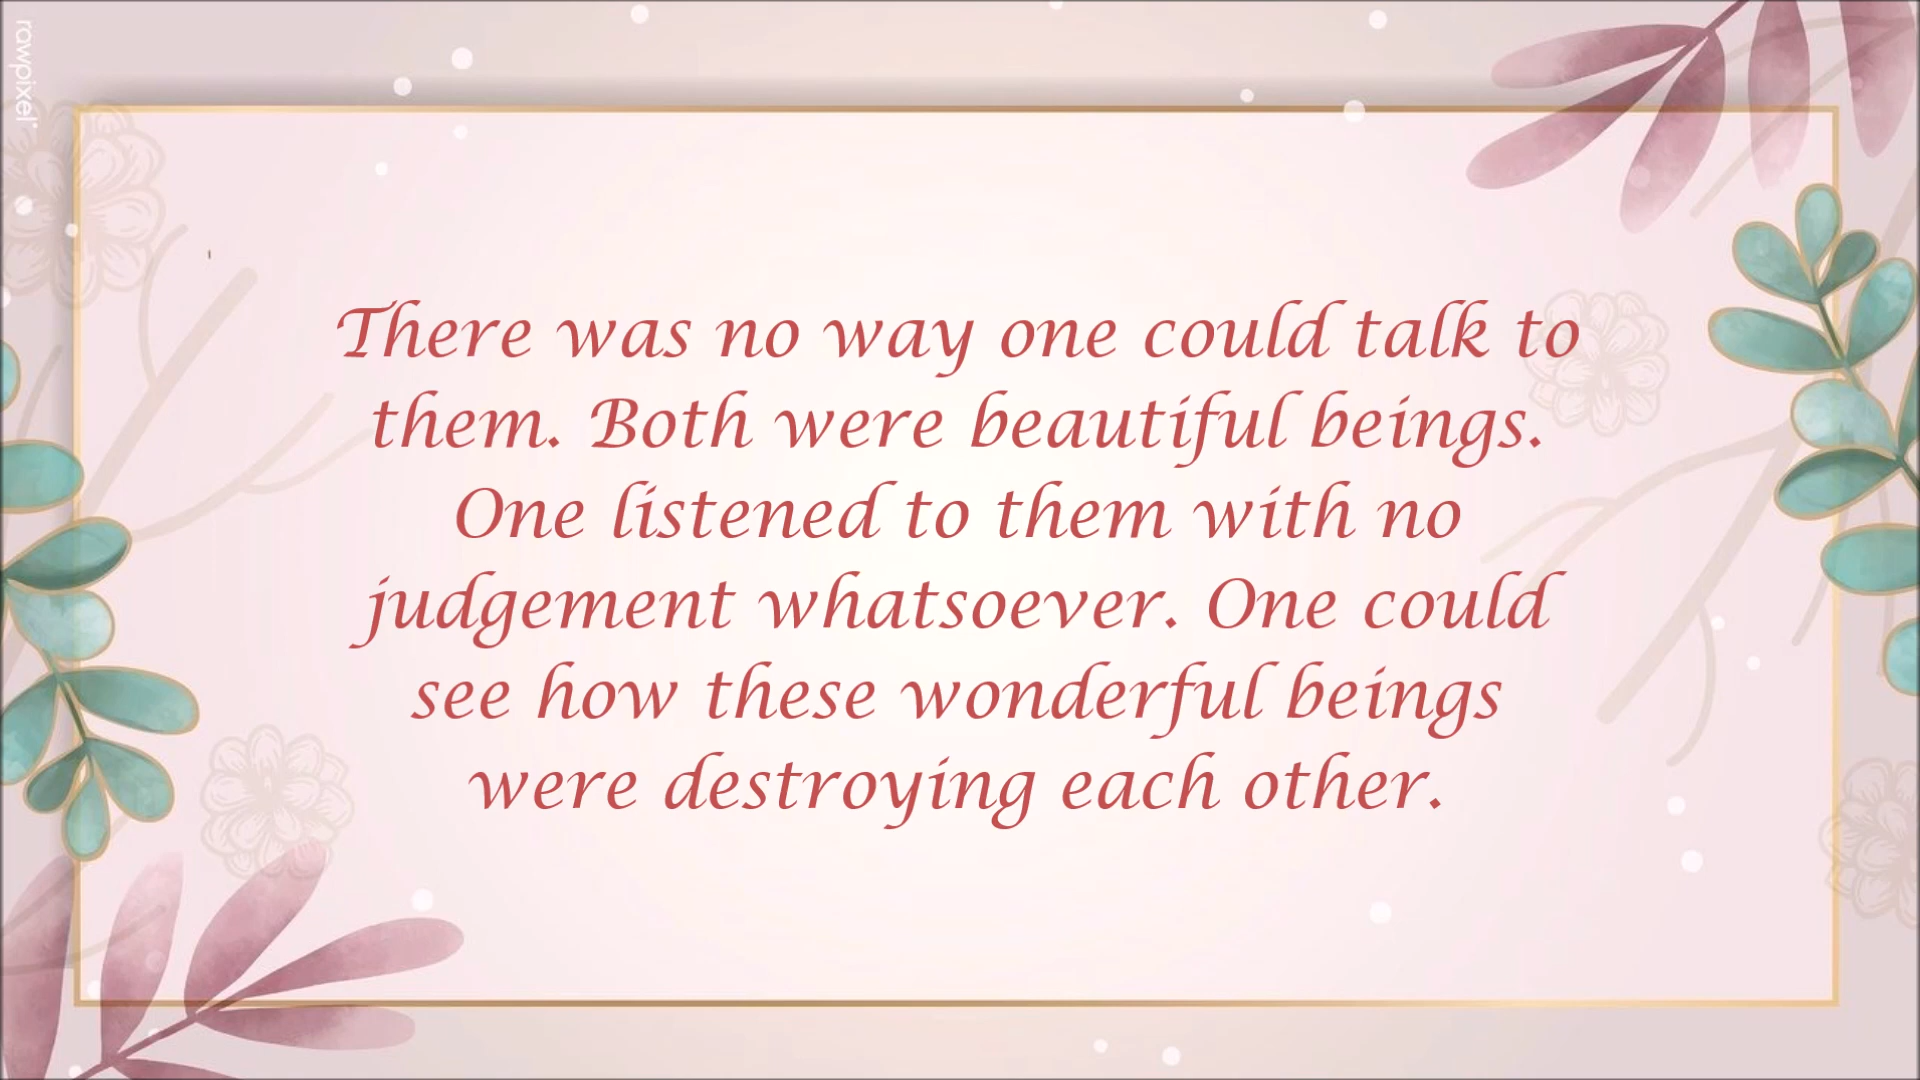 rawpixel
There was no way one could talk to
them. Both were beautiful beings.
One listened to them with no
judgement whatsoever. One could
see how these wonderful beings
were destroying each other.